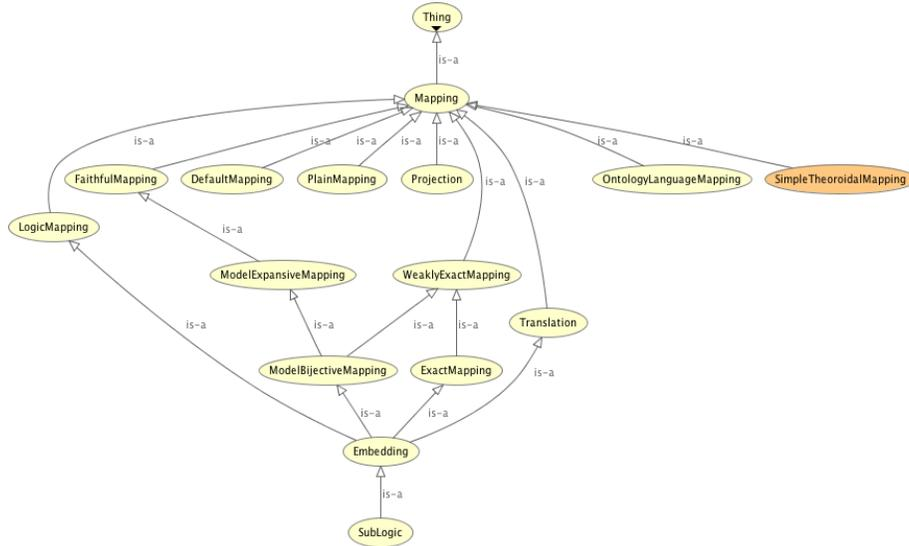 Thing
is-a
Mapping
is-a is-a is-a is-a is-a is-a is-a
FaithfulMapping DefaultMapping PlainMapping Projection is-a is-a OntologyLanguageMapping SimpleTheoroidalMapping
LogicMapping
is-a
ModelExpansiveMapping WeaklyExactMapping
is-a is-a is-a is-a Translation
ModelBijectiveMapping ExactMapping is-a
is-a is-a
Embedding
is-a
SubLogic